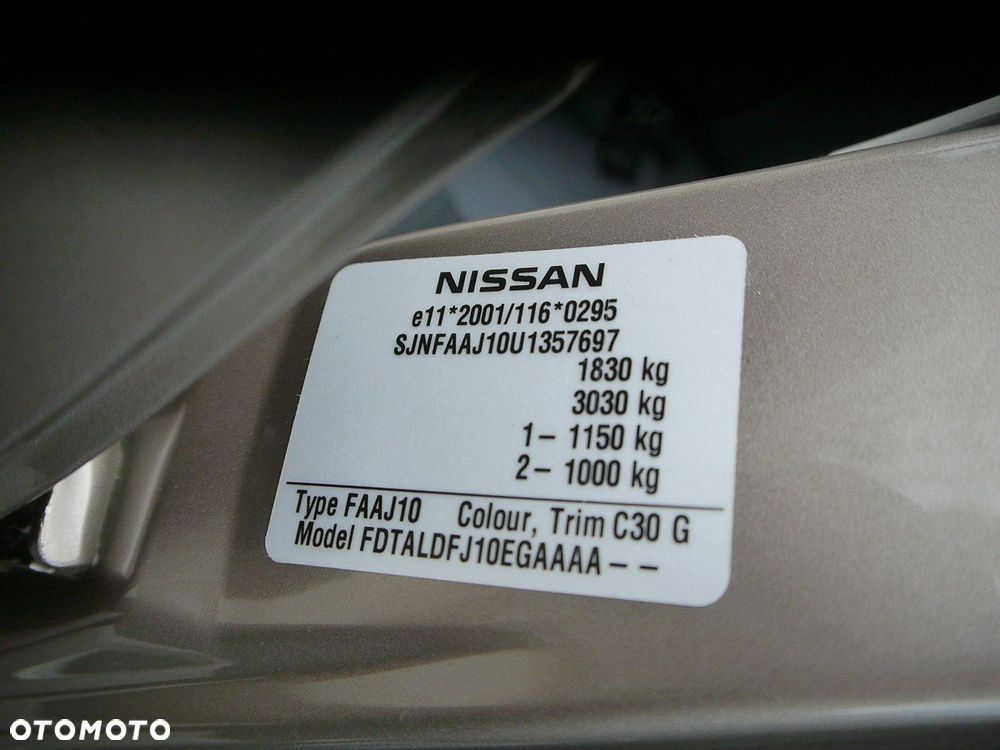 NISSAN
e11*2001/116*0295
SJNFAAJ10U1357697
1830 kg
3030 kg
1– 1150 kg
2– 1000 kg
Type FAAJ10 Colour, Trim C30 G
Model FDTALDFJ10EGAAAA– –
OTOMOTO